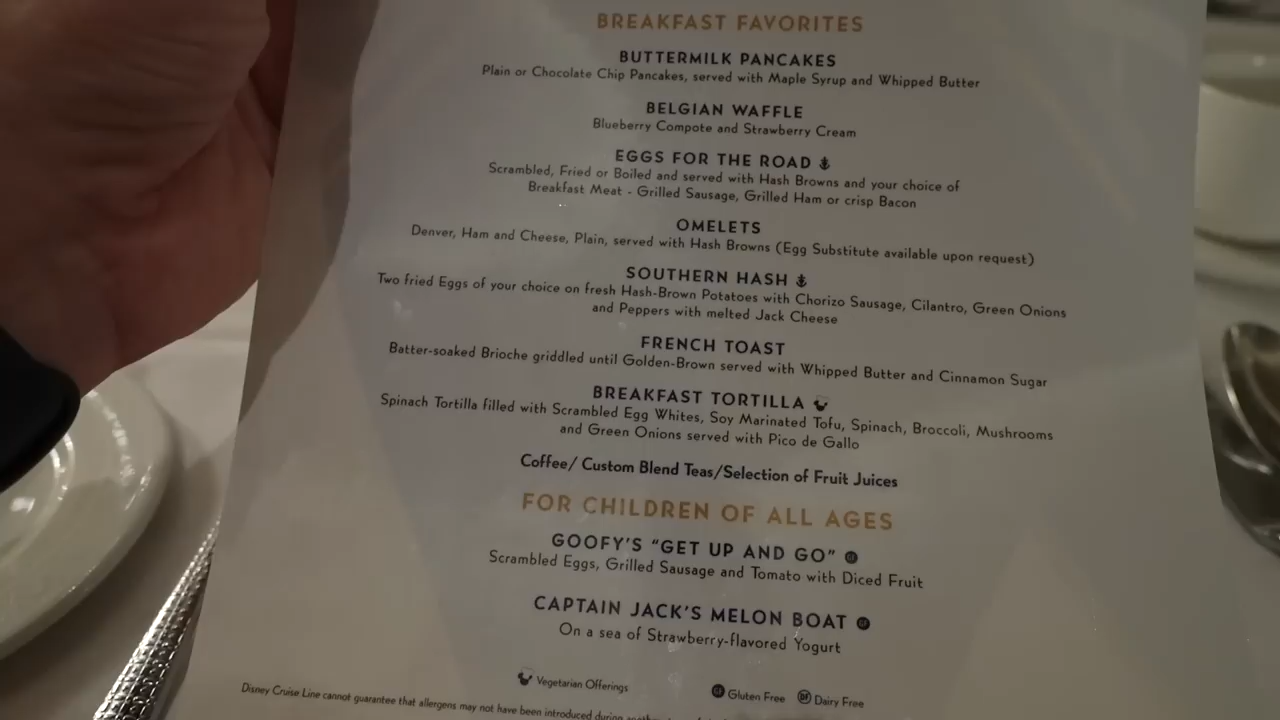 BREAKFAST FAVORITES
BUTTERMILK PANCAKES
Plain or Chocolate Chip Pancakes, served with Maple Syrup and Whipped Butter
BELGIAN WAFFLE
Blueberry Compote and Strawberry Cream
EGGS FOR THE ROAD
Scrambled, Fried or Boiled and served with Hash Browns and your choice of
Breakfast Meat - Grilled Sausage, Grilled Ham or crisp Bacon
OMELETS
Denver, Ham and Cheese, Plain, served with Hash Browns (Egg Substitute available upon request)
SOUTHERN HASH
Two fried Eggs of your choice on fresh Hash-Brown Potatoes with Chorizo Sausage, Cilantro, Green Onions
and Peppers with melted Jack Cheese
FRENCH TOAST
Batter-soaked Brioche griddled until Golden-Brown served with Whipped Butter and Cinnamon Sugar
BREAKFAST TORTILLA
Spinach Tortilla filled with Scrambled Egg Whites, Soy Marinated Tofu, Spinach, Broccoli, Mushrooms
and Green Onions served with Pico de Gallo
Coffee/ Custom Blend Teas/Selection of Fruit Juices
FOR CHILDREN OF ALL AGES
GOOFY'S "GET UP AND GO" GF
Scrambled Eggs, Grilled Sausage and Tomato with Diced Fruit
CAPTAIN JACK'S MELON BOAT GF
On a sea of Strawberry-flavored Yogurt
Vegetarian Offerings GF Gluten Free DF Dairy Free
Disney Cruise Line cannot guarantee that allergens may not have been introduced during